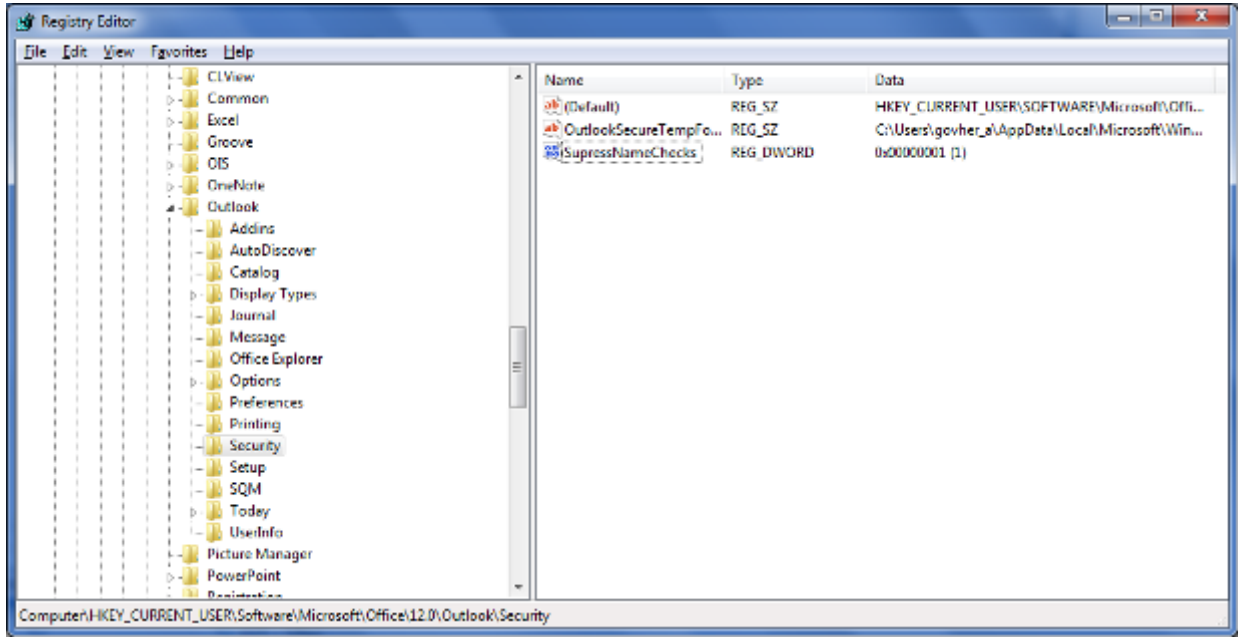 Registry Editor
File Edit View Favorites Help
CLView
Common
Excel
Groove
OIS
OneNote
Outlook
Addins
AutoDiscover
Catalog
Display Types
Journal
Message
Office Explorer
Options
Preferences
Printing
Security
Setup
SQM
Today
UserInfo
Picture Manager
PowerPoint
Registration
Name Type Data
(Default) REG_SZ HKEY_CURRENT_USER\SOFTWARE\Microsoft\Offi...
OutlookSecureTempFo... REG_SZ C:\Users\govher_a\AppData\Local\Microsoft\Win...
SupressNameChecks REG_DWORD 0x00000001 (1)
Computer\HKEY_CURRENT_USER\Software\Microsoft\Office\12.0\Outlook\Security